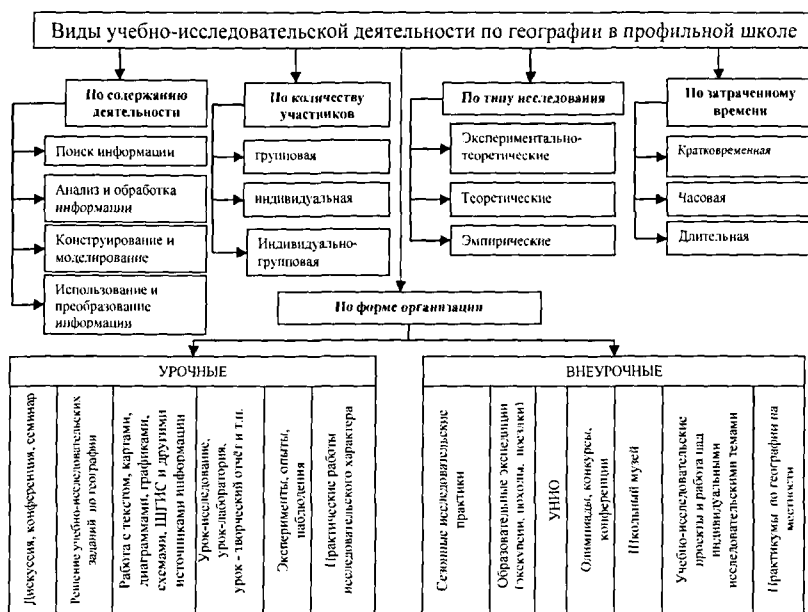 Виды учебно-исследовательской деятельности по географии в профильной школе
По содержанию
деятельности
Поиск информации
Анализ и обработка
информации
Конструирование и
моделирование
Использование и
преобразование
информации
По количеству
участников
групповая
индивидуальная
Индивидуально-
групповая
По типу исследования
Экспериментально-
теоретические
Теоретические
Эмпирические
По затраченному
времени
Кратковременная
Часовая
Длительная
По форме организации
УРОЧНЫЕ
Дискуссия, конференция, семинар
Решение учебно-исследовательских
заданий по географии
Работа с текстом, картами,
диаграммами, графиками,
схемами, ШГИС и другими
источниками информации
Урок-исследование,
урок-лаборатория,
урок - творческий отчёт и т.п.
Эксперименты, опыты,
наблюдения
Практические работы
исследовательского характера
ВНЕУРОЧНЫЕ
Сезонные исследовательские
практики
Образовательные экспедиции
(экскурсии, походы, поездки)
УНИО
Олимпиады, конкурсы,
конференции
Школьный музей
Учебно-исследовательские
проекты и работа над
индивидуальными
исследовательскими темами
Практикумы по географии на
местности